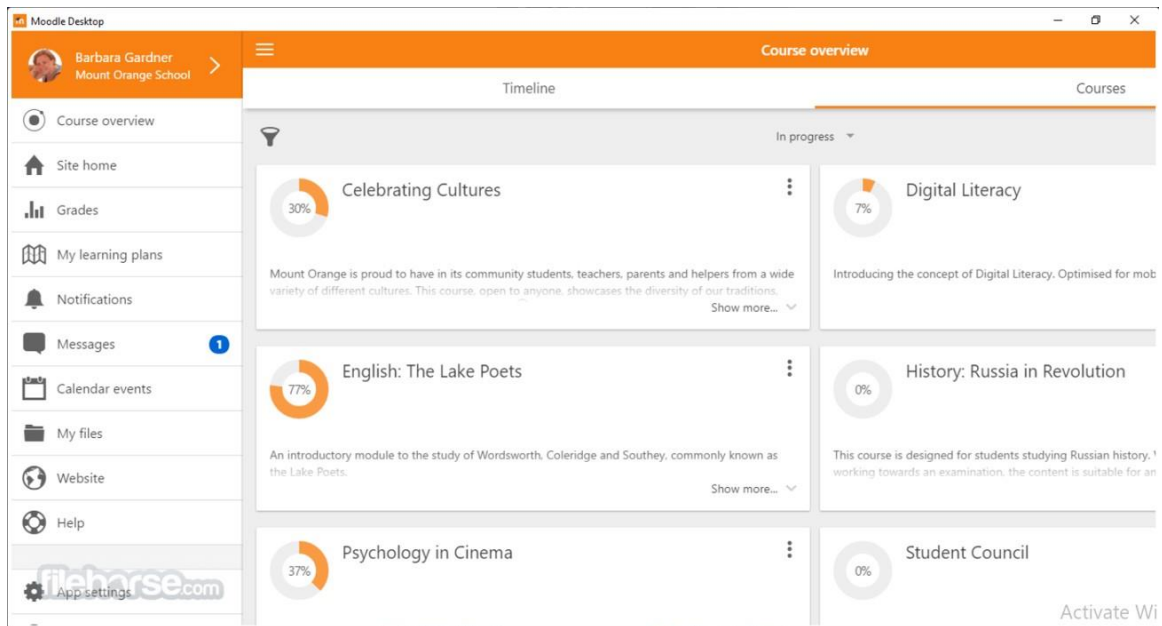 Moodle Desktop
Barbara Gardner
Mount Orange School
Course overview
Site home
Grades
My learning plans
Notifications
Messages
1
Calendar events
My files
Website
Help
App settings
filehorse.com
Course overview
Timeline
Courses
In progress
30%
Celebrating Cultures
Mount Orange is proud to have in its community students, teachers, parents and helpers from a wide
variety of different cultures. This course, open to anyone, showcases the diversity of our traditions.
Show more...
7%
Digital Literacy
Introducing the concept of Digital Literacy. Optimised for mob
77%
English: The Lake Poets
An introductory module to the study of Wordsworth, Coleridge and Southey, commonly known as
the Lake Poets.
Show more...
0%
History: Russia in Revolution
This course is designed for students studying Russian history.
working towards an examination, the content is suitable for an
37%
Psychology in Cinema
0%
Student Council
Activate Wi